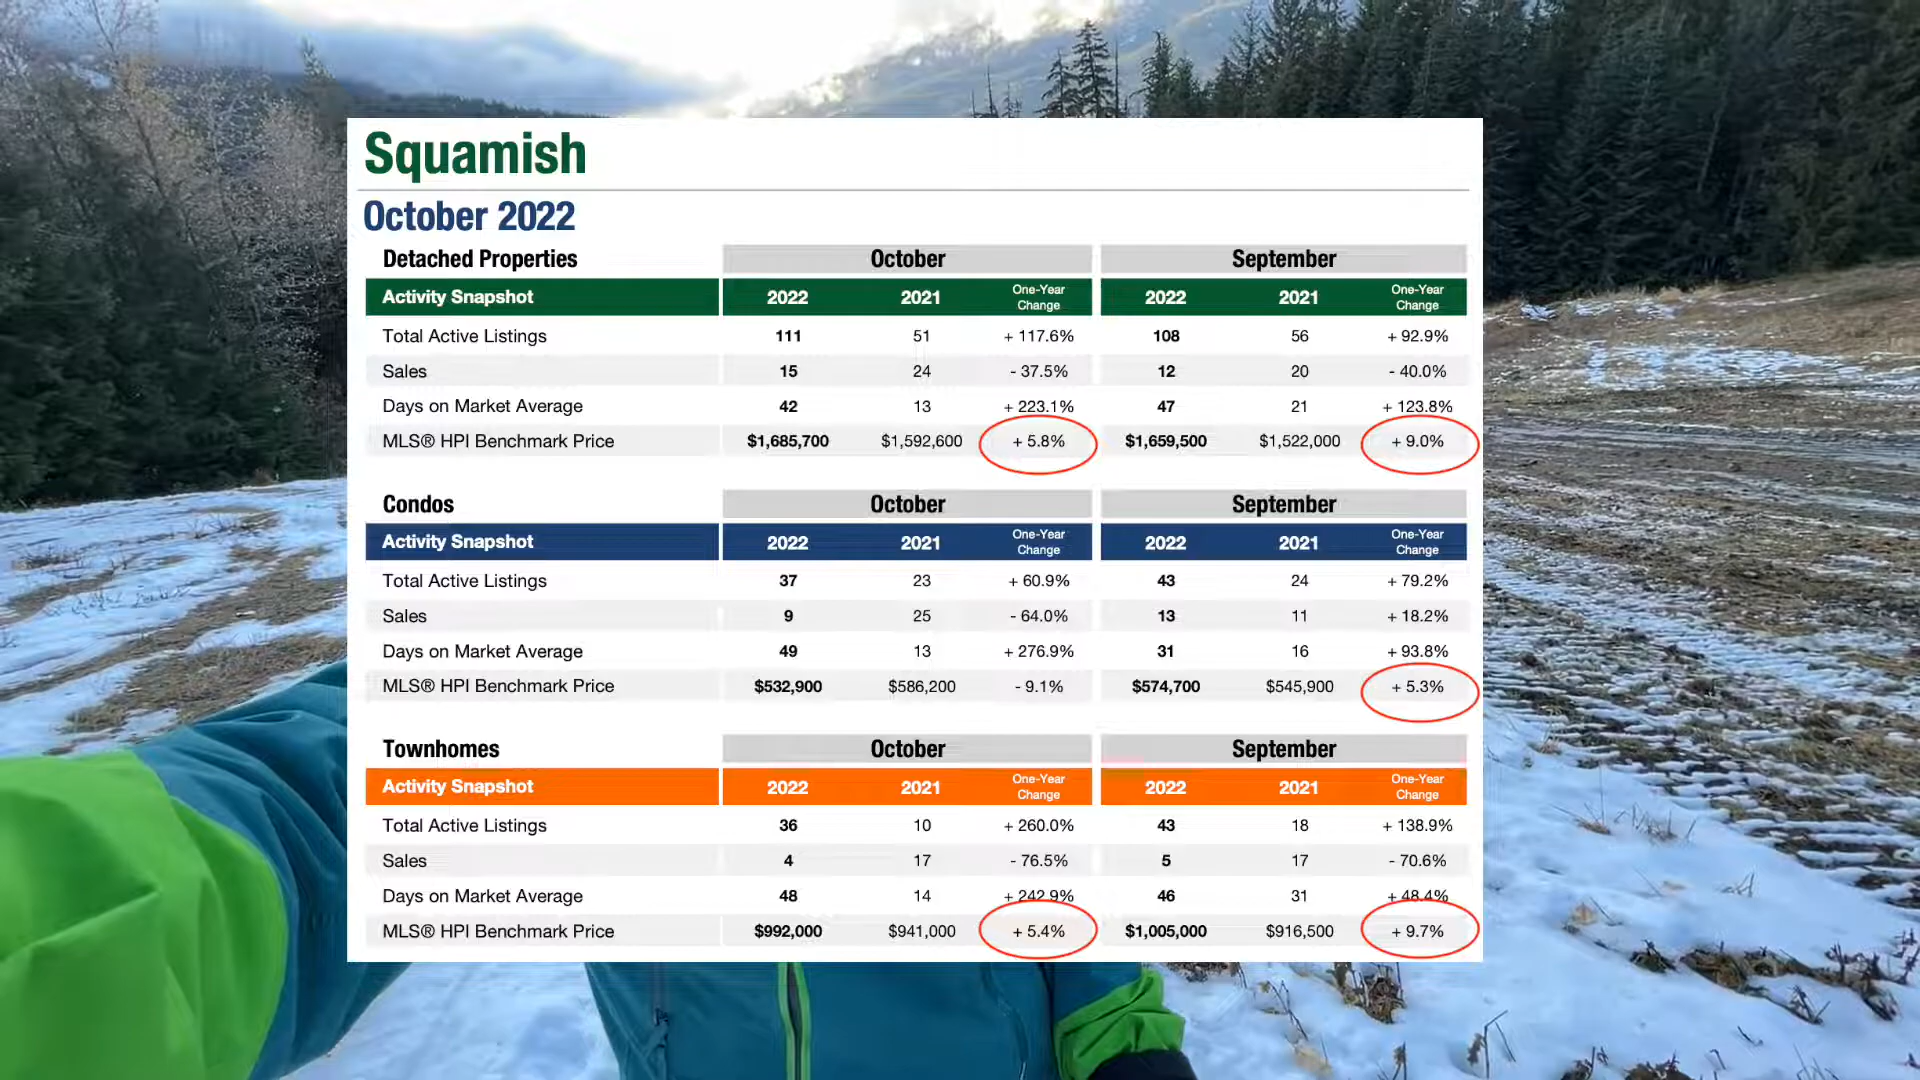 Squamish
October 2022
Detached Properties October September
Activity Snapshot 2022 2021 One-Year Change 2022 2021 One-Year Change
Total Active Listings 111 51 + 117.6% 108 56 + 92.9%
Sales 15 24 - 37.5% 12 20 - 40.0%
Days on Market Average 42 13 + 223.1% 47 21 + 123.8%
MLS® HPI Benchmark Price $1,685,700 $1,592,600 + 5.8% $1,659,500 $1,522,000 + 9.0%
Condos October September
Activity Snapshot 2022 2021 One-Year Change 2022 2021 One-Year Change
Total Active Listings 37 23 + 60.9% 43 24 + 79.2%
Sales 9 25 - 64.0% 13 11 + 18.2%
Days on Market Average 49 13 + 276.9% 31 16 + 93.8%
MLS® HPI Benchmark Price $532,900 $586,200 - 9.1% $574,700 $545,900 + 5.3%
Townhomes October September
Activity Snapshot 2022 2021 One-Year Change 2022 2021 One-Year Change
Total Active Listings 36 10 + 260.0% 43 18 + 138.9%
Sales 4 17 - 76.5% 5 17 - 70.6%
Days on Market Average 48 14 + 242.9% 46 31 + 48.4%
MLS® HPI Benchmark Price $992,000 $941,000 + 5.4% $1,005,000 $916,500 + 9.7%